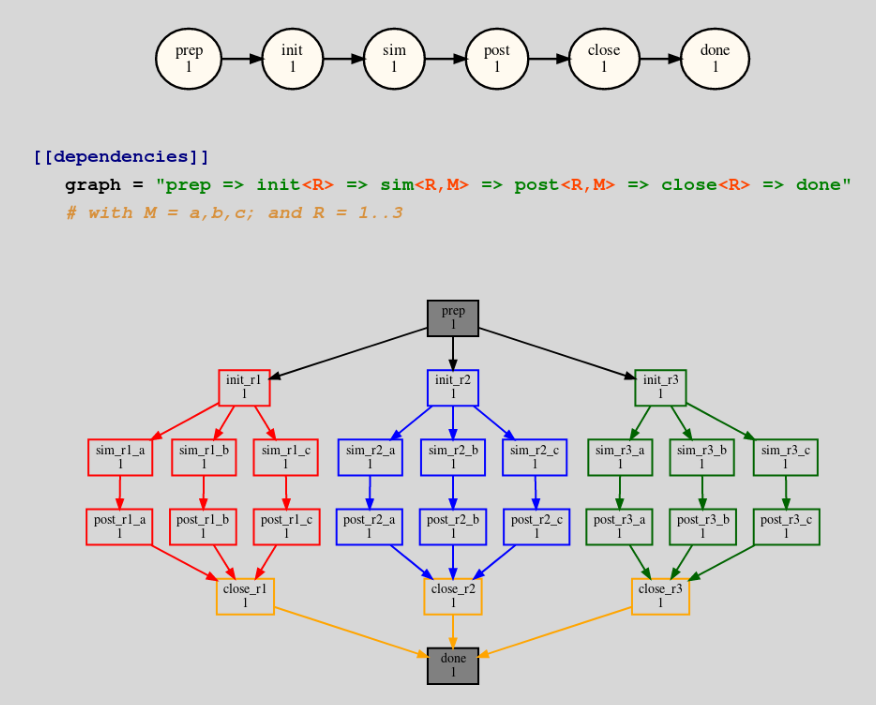 prep init sim post close done
1 1 1 1 1 1
[[dependencies]]
graph = "prep => init<R> => sim<R,M> => post<R,M> => close<R> => done"
# with M = a,b,c; and R = 1..3
prep
1
init_r1 init_r2 init_r3
1 1 1
sim_r1_a sim_r1_b sim_r1_c sim_r2_a sim_r2_b sim_r2_c sim_r3_a sim_r3_b sim_r3_c
1 1 1 1 1 1 1 1 1
post_r1_a post_r1_b post_r1_c post_r2_a post_r2_b post_r2_c post_r3_a post_r3_b post_r3_c
1 1 1 1 1 1 1 1 1
close_r1 close_r2 close_r3
1 1 1
done
1